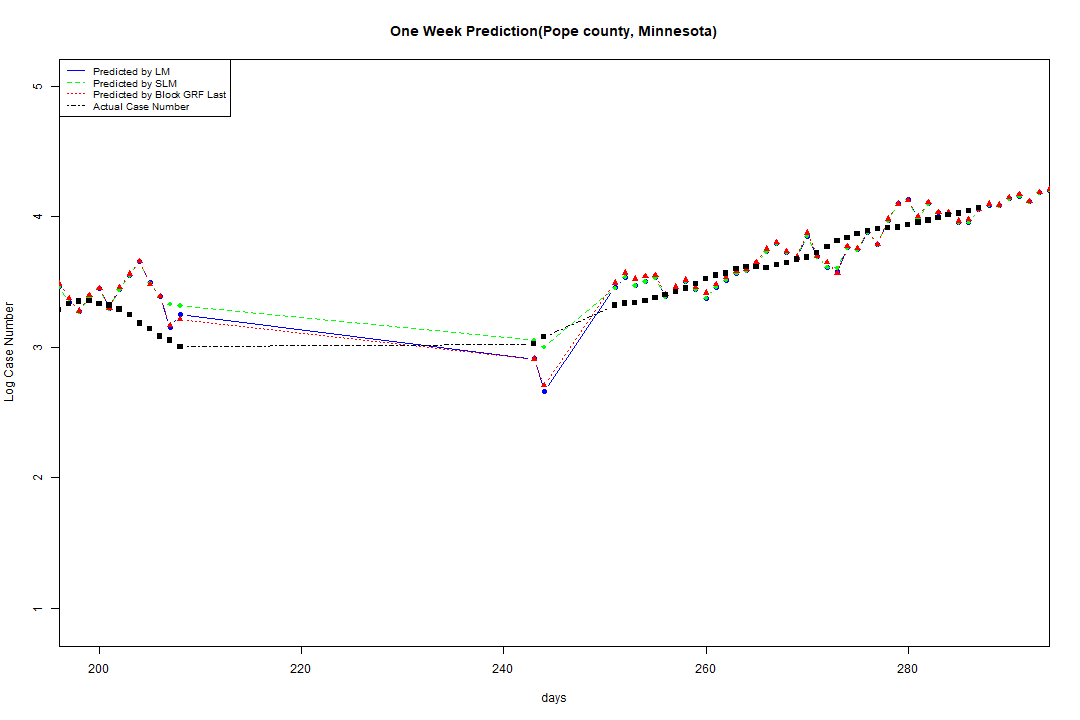 One Week Prediction(Pope county, Minnesota)
Predicted by LM
Predicted by SLM
Predicted by Block GRF Last
Actual Case Number
5
4
3
2
1
Log Case Number
200 220 240 260 280
days